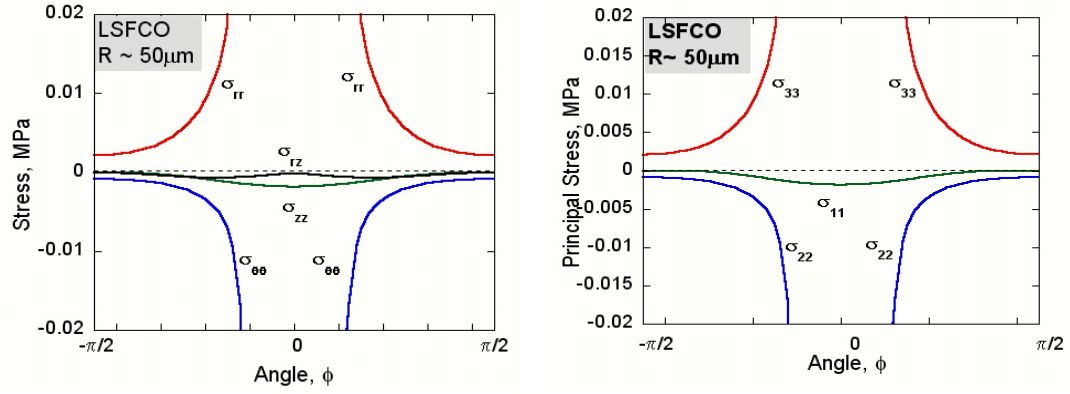 LSFCO
R ~ 50μm
σrr
σrr
σrz
σzz
σθθ
σθθ
0.02
0.01
0
-0.01
-0.02
Stress, MPa
-π/2
0
π/2
Angle, ϕ
LSFCO
R~ 50μm
σ33
σ33
σ11
σ22
σ22
0.02
0.015
0.01
0.005
0
-0.005
-0.01
-0.015
-0.02
Principal Stress, MPa
-π/2
0
π/2
Angle, ϕ